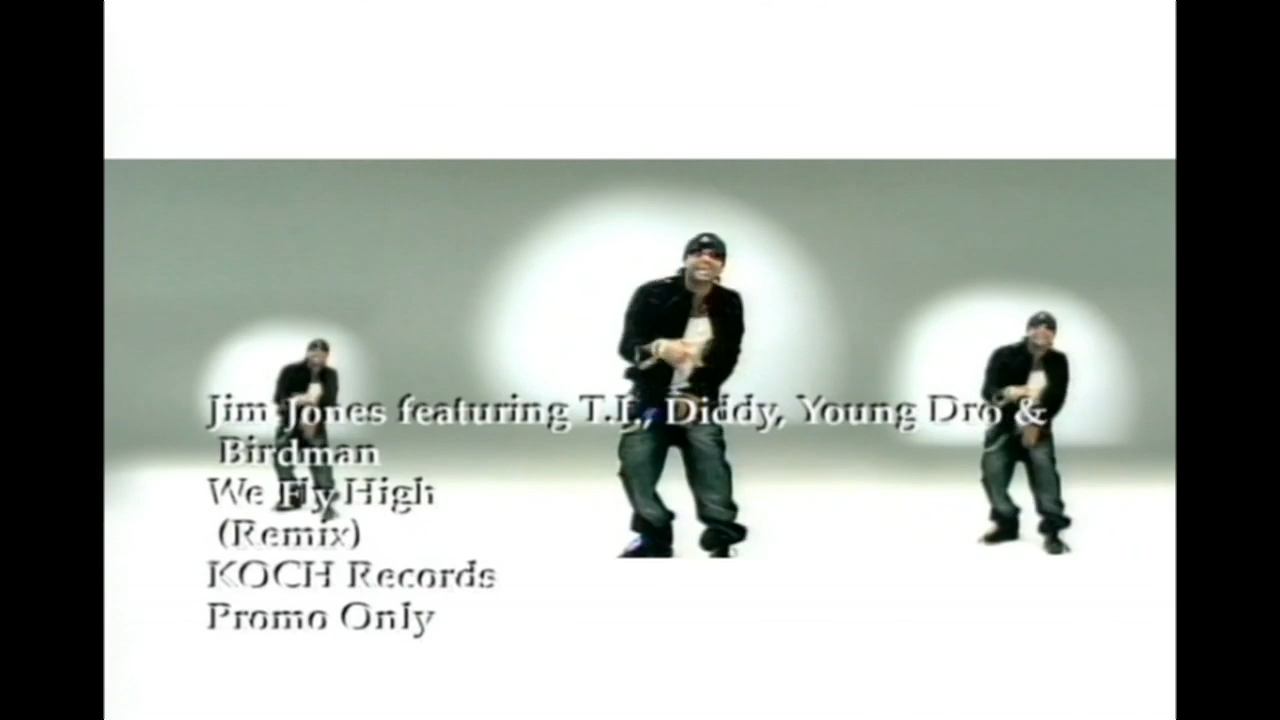 Jim Jones featuring T.I., Diddy, Young Dro &
Birdman
We Fly High
(Remix)
KOCH Records
Promo Only